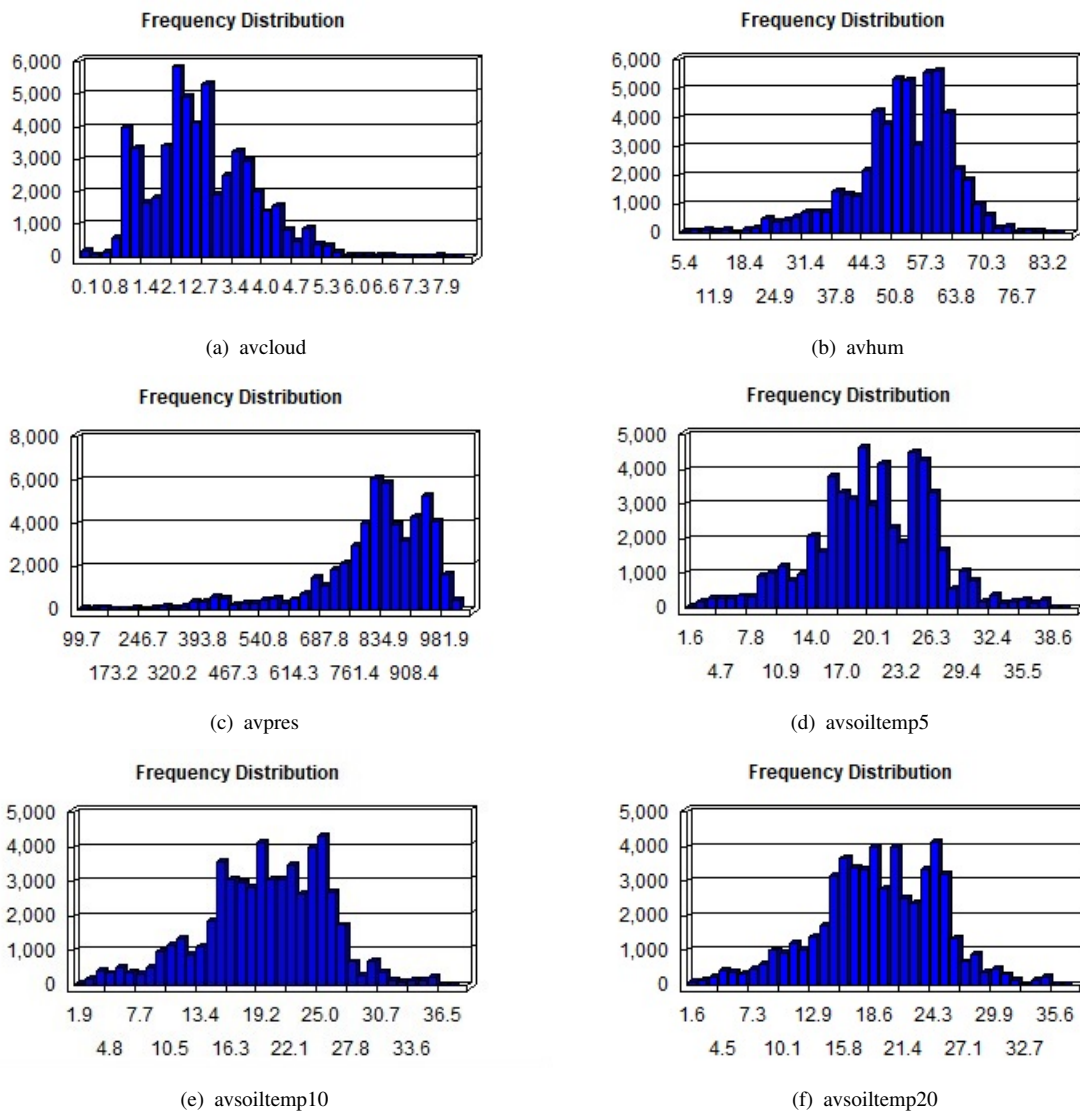 Frequency Distribution
6,000
5,000
4,000
3,000
2,000
1,000
0
0.1 0.8 1.4 2.1 2.7 3.4 4.0 4.7 5.3 6.0 6.6 7.3 7.9
(a) avcloud
Frequency Distribution
6,000
5,000
4,000
3,000
2,000
1,000
0
5.4 18.4 31.4 44.3 57.3 70.3 83.2
11.9 24.9 37.8 50.8 63.8 76.7
(b) avhum
Frequency Distribution
8,000
6,000
4,000
2,000
0
99.7 246.7 393.8 540.8 687.8 834.9 981.9
173.2 320.2 467.3 614.3 761.4 908.4
(c) avpres
Frequency Distribution
5,000
4,000
3,000
2,000
1,000
0
1.6 7.8 14.0 20.1 26.3 32.4 38.6
4.7 10.9 17.0 23.2 29.4 35.5
(d) avsoiltemp5
Frequency Distribution
5,000
4,000
3,000
2,000
1,000
0
1.9 7.7 13.4 19.2 25.0 30.7 36.5
4.8 10.5 16.3 22.1 27.8 33.6
(e) avsoiltemp10
Frequency Distribution
5,000
4,000
3,000
2,000
1,000
0
1.6 7.3 12.9 18.6 24.3 29.9 35.6
4.5 10.1 15.8 21.4 27.1 32.7
(f) avsoiltemp20